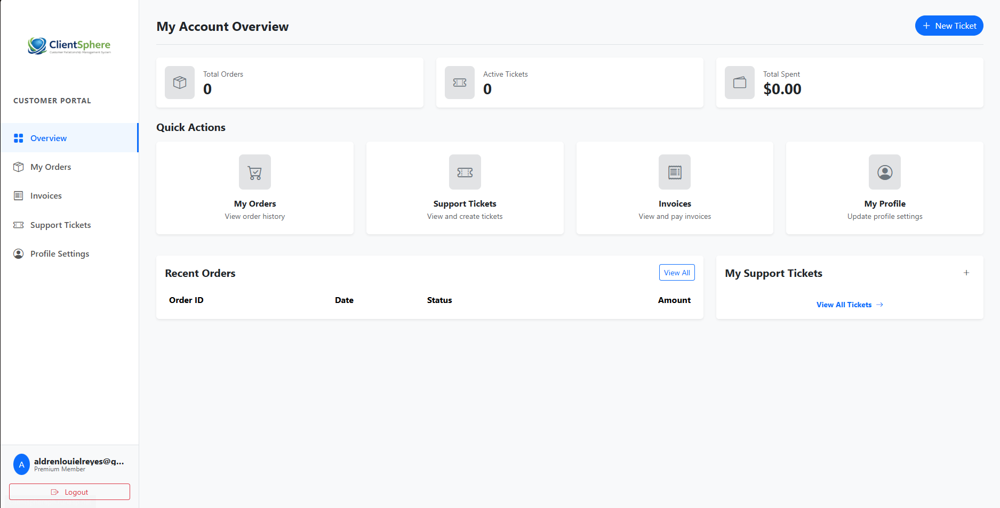 ClientSphere
Customer Relationship Management System
CUSTOMER PORTAL
Overview
My Orders
Invoices
Support Tickets
Profile Settings
A
aldrenlouielreyes@g...
Premium Member
Logout
My Account Overview
New Ticket
Total Orders
0
Active Tickets
0
Total Spent
$0.00
Quick Actions
My Orders
View order history
Support Tickets
View and create tickets
Invoices
View and pay invoices
My Profile
Update profile settings
Recent Orders
View All
Order ID Date Status Amount
My Support Tickets
+
View All Tickets →